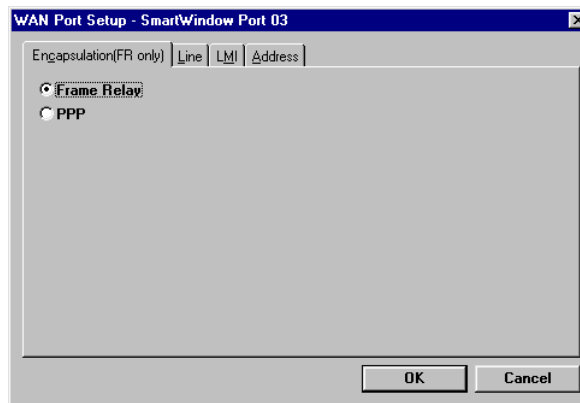 WAN Port Setup - SmartWindow Port 03
Encapsulation(FR only) Line LMI Address
Frame Relay
PPP
OK Cancel